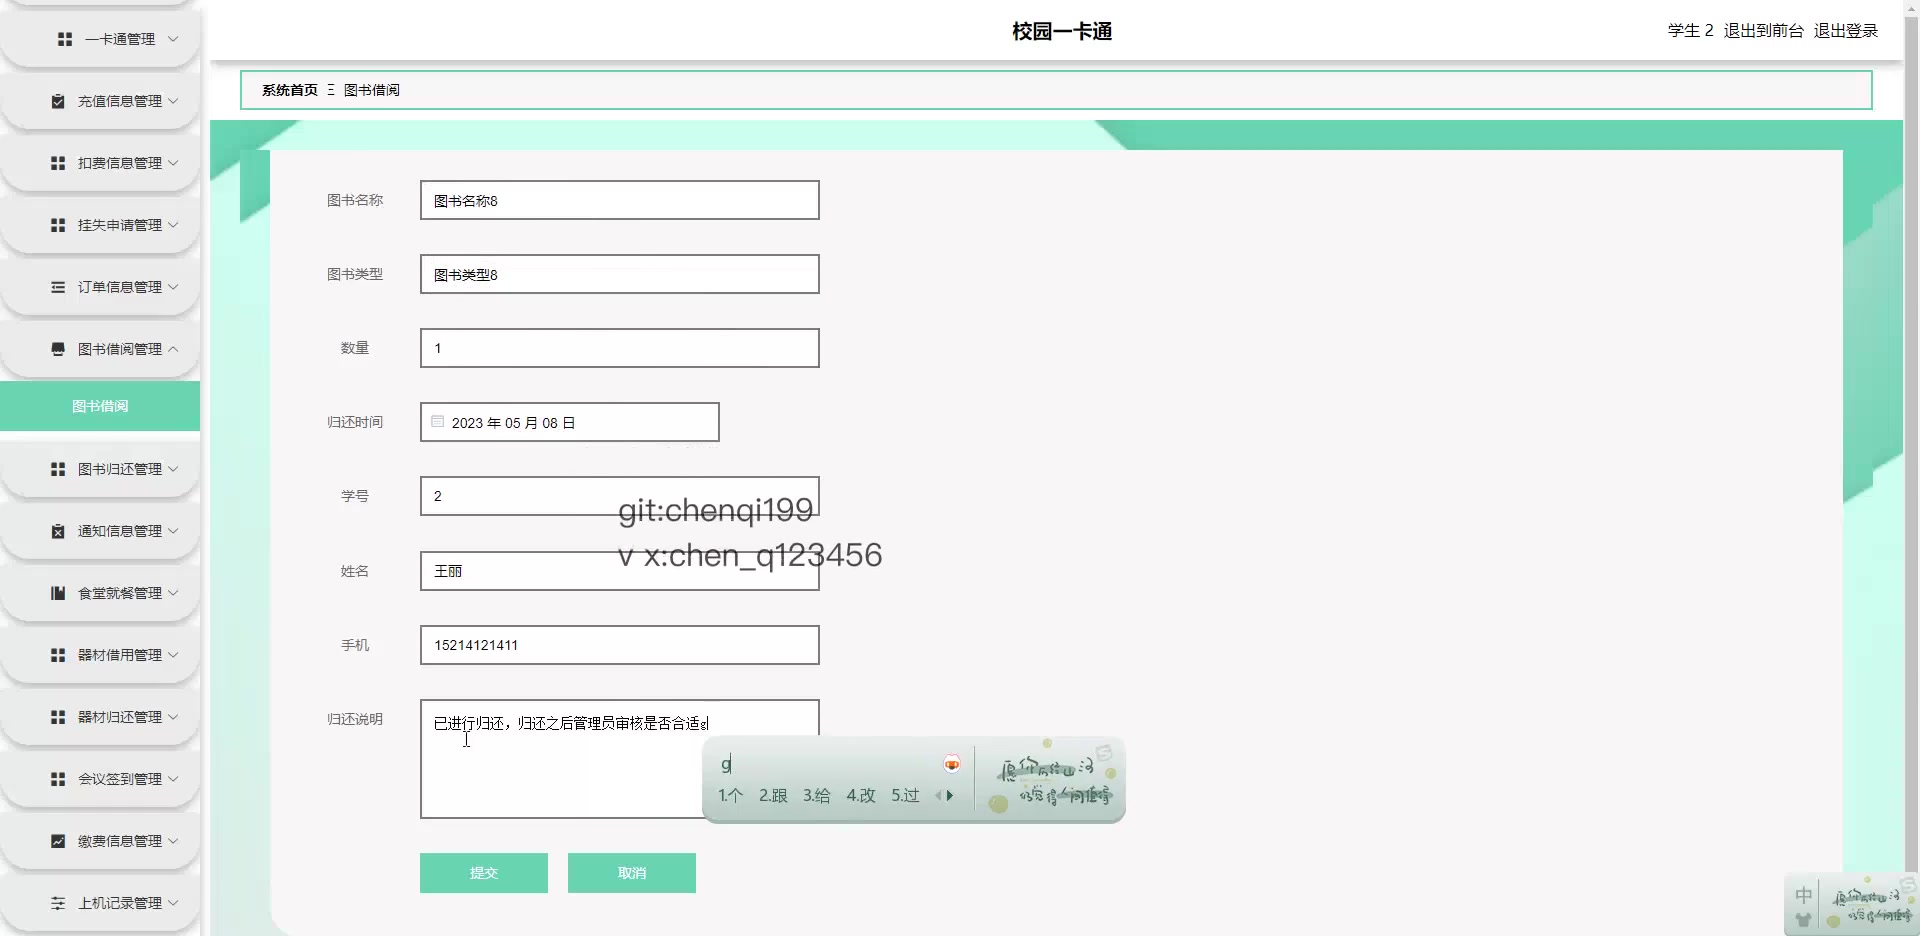 一卡通管理
充值信息管理
扣费信息管理
挂失申请管理
订单信息管理
图书借阅管理
图书借阅
图书归还管理
通知信息管理
食堂就餐管理
器材借用管理
器材归还管理
会议签到管理
缴费信息管理
上机记录管理
校园一卡通
学生 2 退出到前台 退出登录
系统首页 Ξ 图书借阅
图书名称 图书名称8
图书类型 图书类型8
数量 1
归还时间 2023 年 05 月 08 日
学号 2
git:chenqi199
v x:chen_q123456
姓名 王丽
手机 15214121411
归还说明 已进行归还，归还之后管理员审核是否合适g
g
1.个 2.跟 3.给 4.改 5.过
提交 取消
中